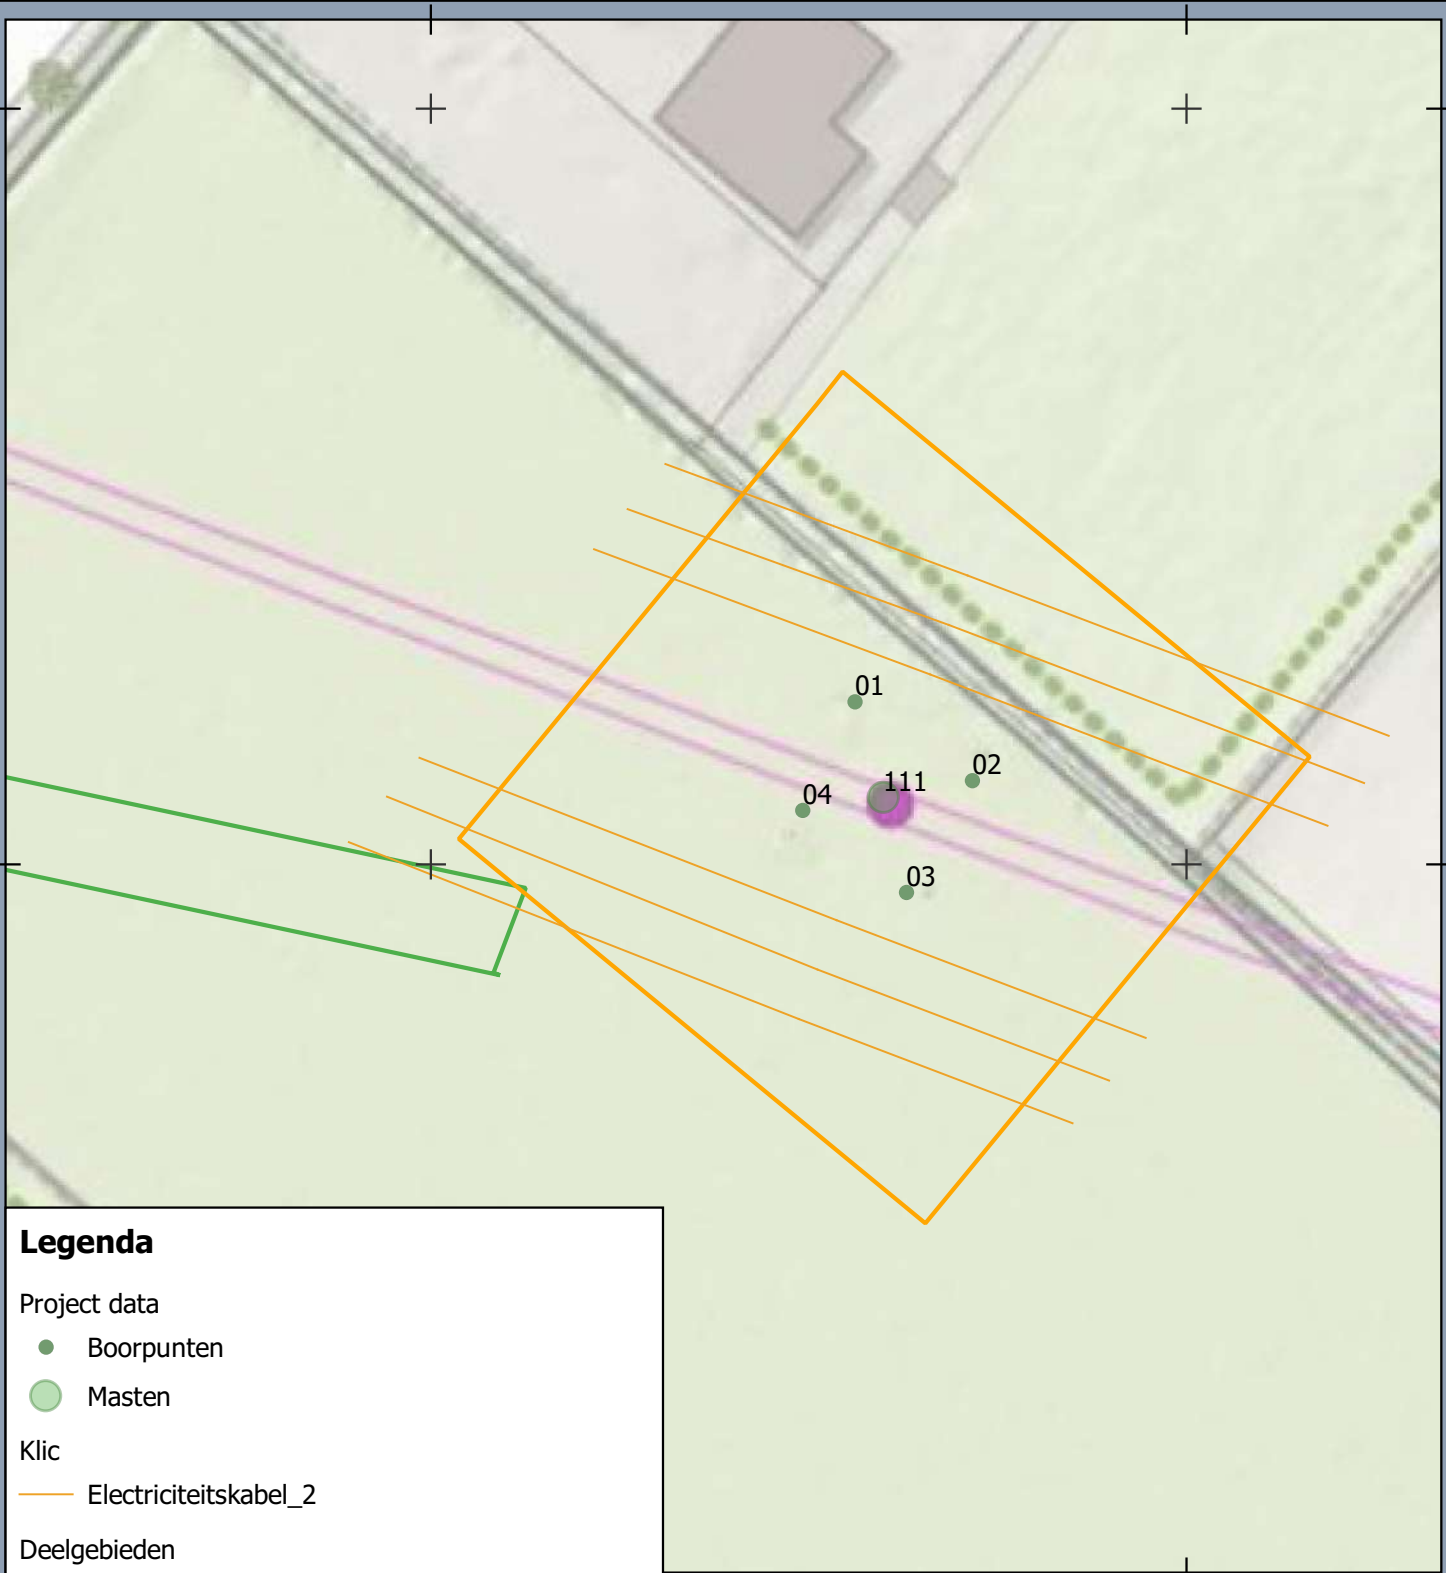 01
02
111
04
03
Legenda
Project data
Boorpunten
Masten
Klic
Electriciteitskabel_2
Deelgebieden